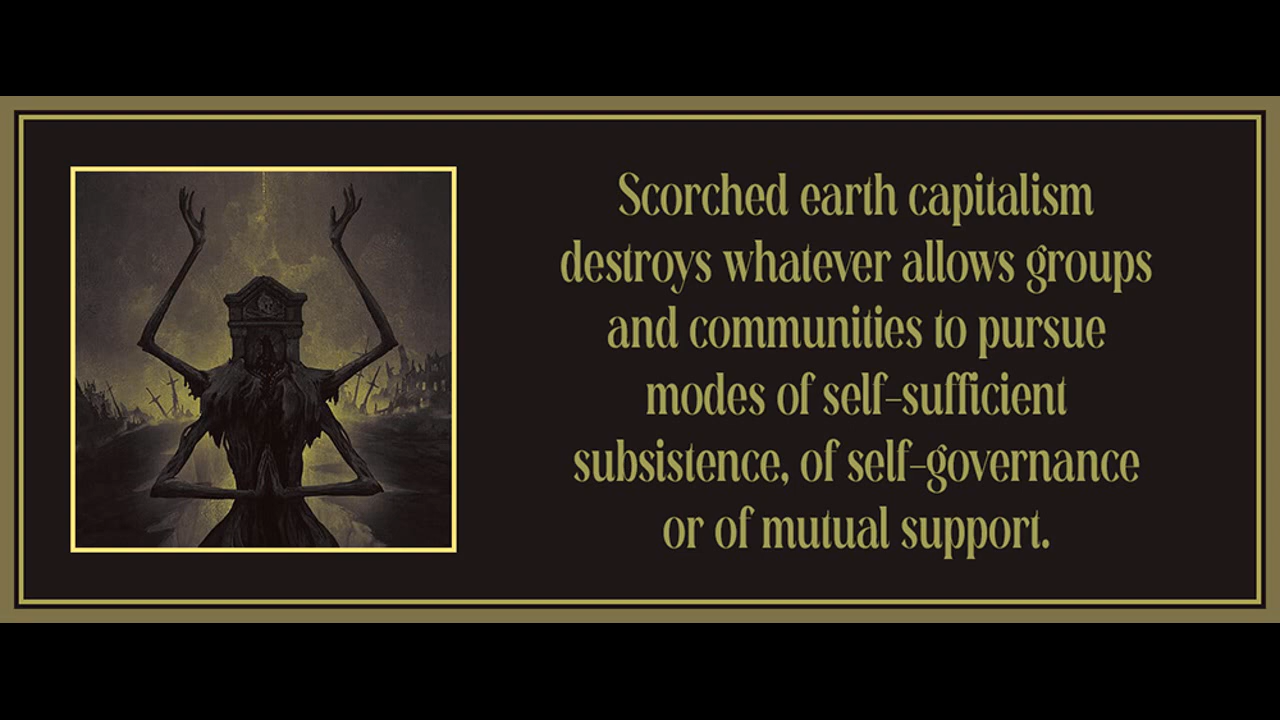 Scorched earth capitalism
destroys whatever allows groups
and communities to pursue
modes of self-sufficient
subsistence, of self-governance
or of mutual support.